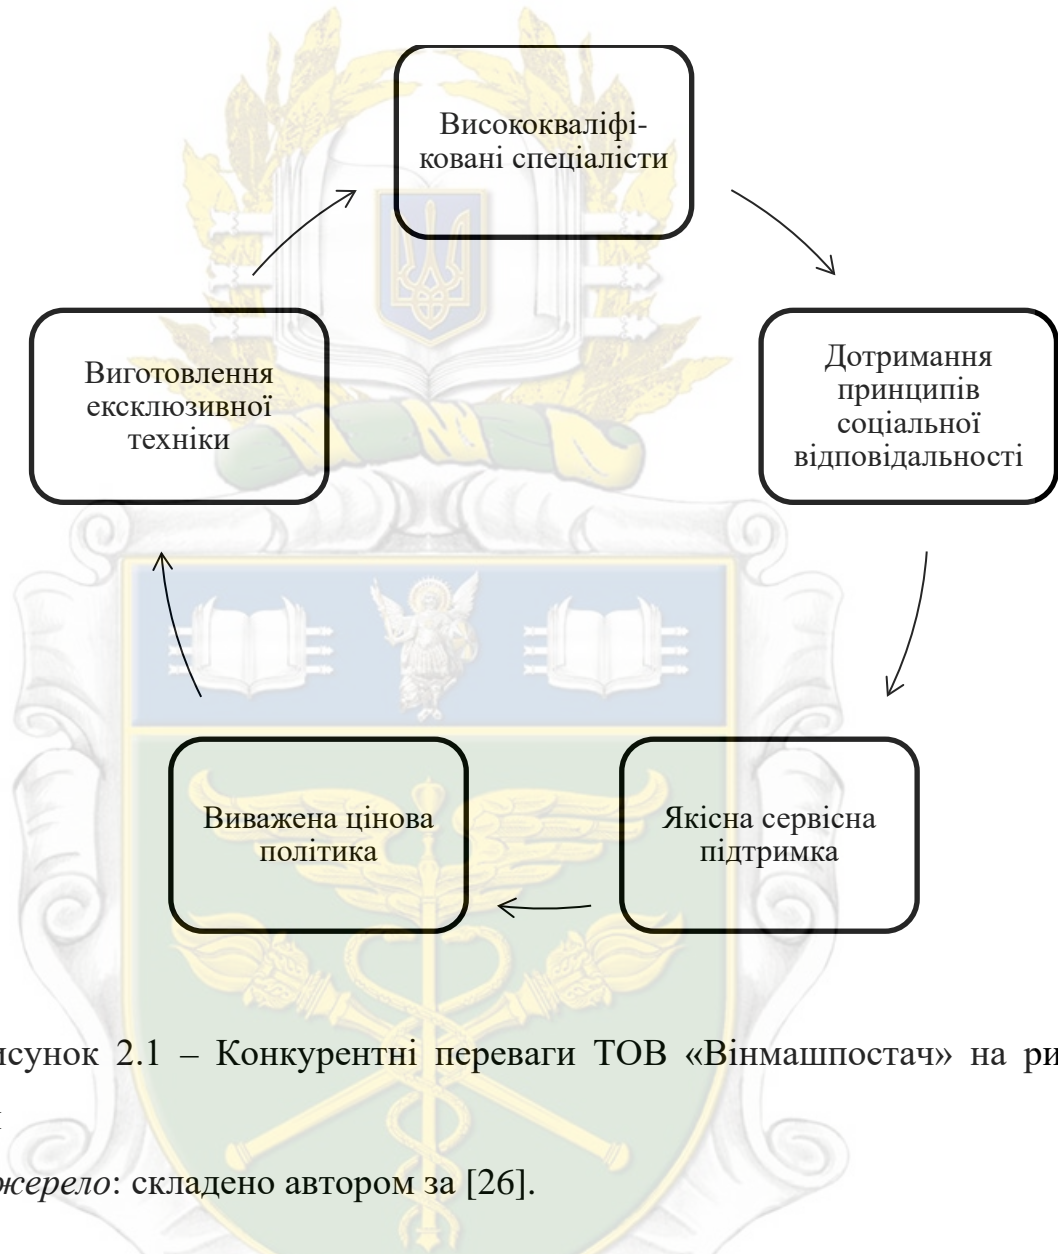 Висококваліфі-
ковані спеціалісти
Дотримання
принципів
соціальної
відповідальності
Якісна сервісна
підтримка
Виважена цінова
політика
Виготовлення
ексклюзивної
техніки
исунок 2.1 – Конкурентні переваги ТОВ «Вінмашпостач» на ри
жерело: складено автором за [26].